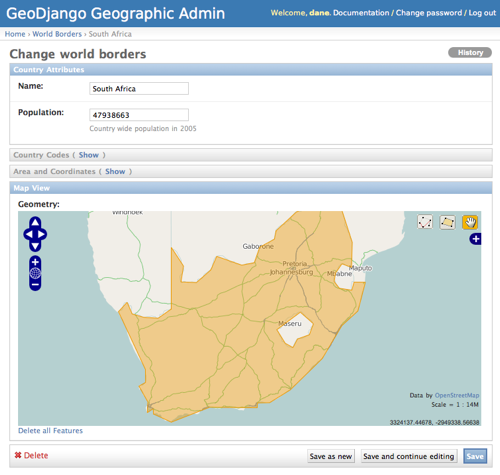 GeoDjango Geographic Admin
Welcome, dane. Documentation / Change password / Log out
Home › World Borders › South Africa
Change world borders
History
Country Attributes
Name:
South Africa
Population:
47938663
Country wide population in 2005
Country Codes ( Show )
Area and Coordinates ( Show )
Map View
Geometry:
Windhoek
Gaborone
Pretoria
Johannesburg
Maputo
Mbabne
Maseru
Data by OpenStreetMap
Scale = 1 : 14M
3324137.44678, -2949338.56638
Delete all Features
Delete
Save as new
Save and continue editing
Save